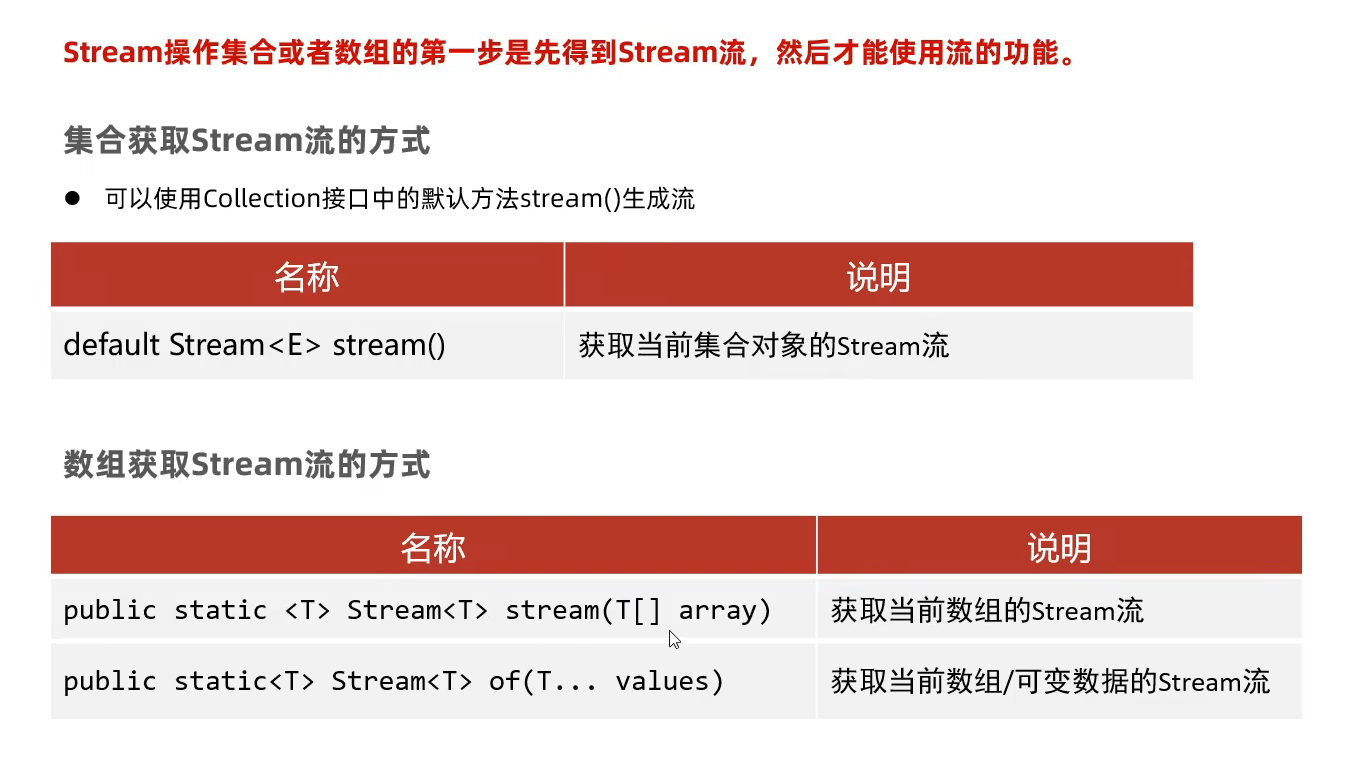 Stream操作集合或者数组的第一步是先得到Stream流，然后才能使用流的功能。
集合获取Stream流的方式
● 可以使用Collection接口中的默认方法stream()生成流
名称 说明
default Stream<E> stream() 获取当前集合对象的Stream流
数组获取Stream流的方式
名称 说明
public static <T> Stream<T> stream(T[] array) 获取当前数组的Stream流
public static<T> Stream<T> of(T... values) 获取当前数组/可变数据的Stream流